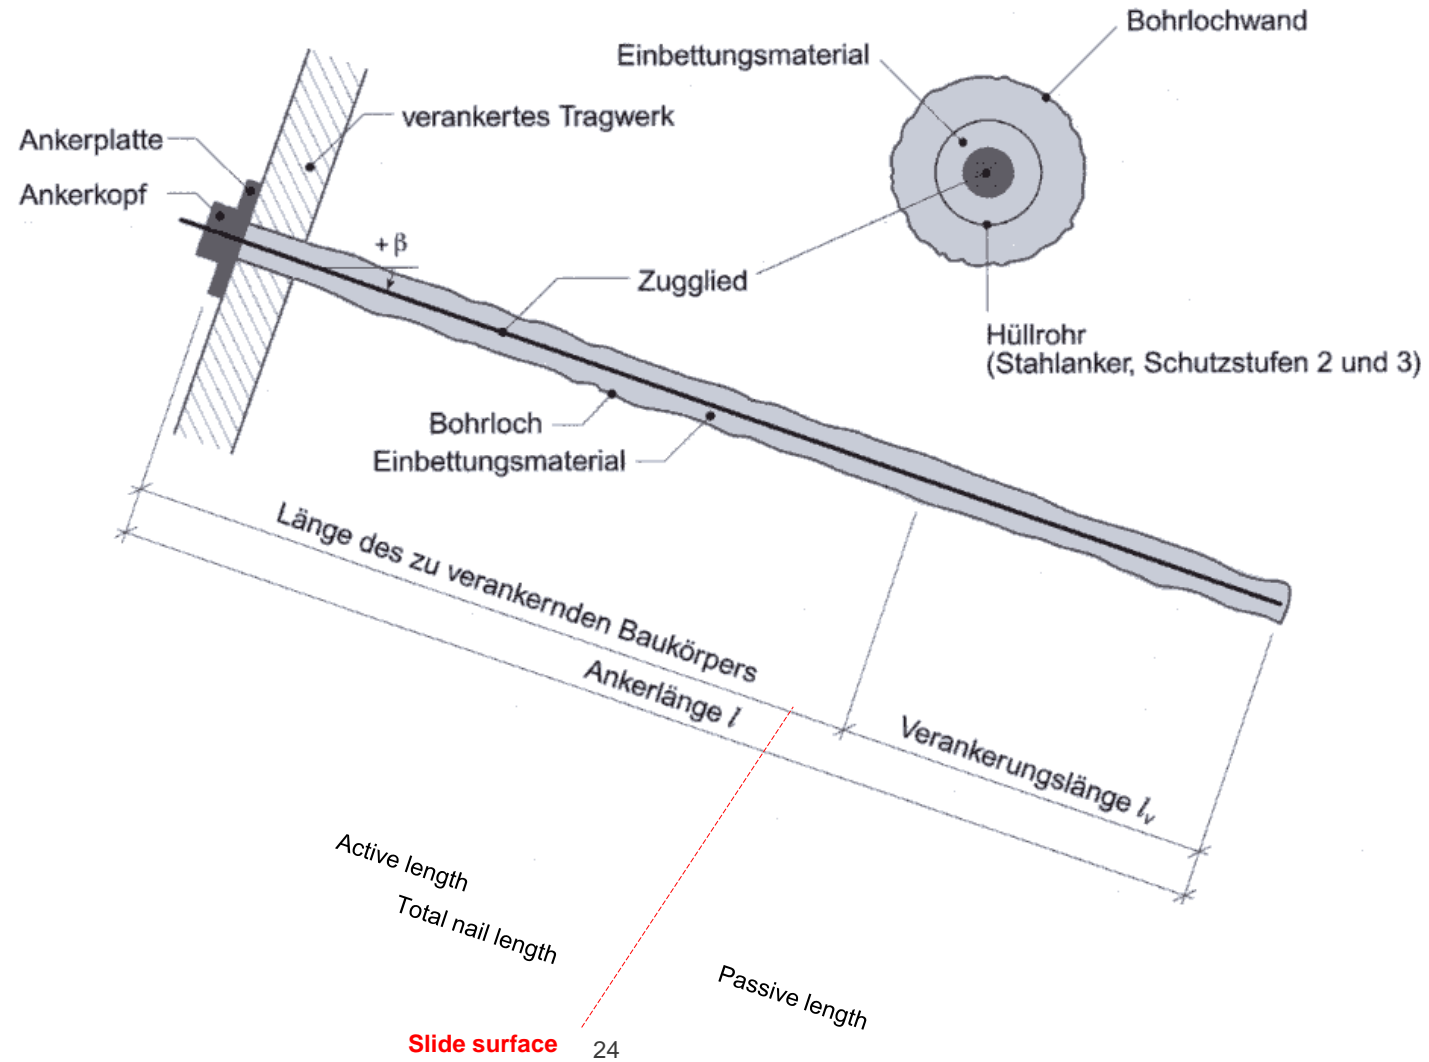 Bohrlochwand
Einbettungsmaterial
verankertes Tragwerk
Ankerplatte
Ankerkopf
+ β
Zugglied
Hüllrohr
(Stahlanker, Schutzstufen 2 und 3)
Bohrloch
Einbettungsmaterial
Länge des zu verankernden Baukörpers
Ankerlänge l
Verankerungslänge lv
Active length
Total nail length
Passive length
Slide surface
24